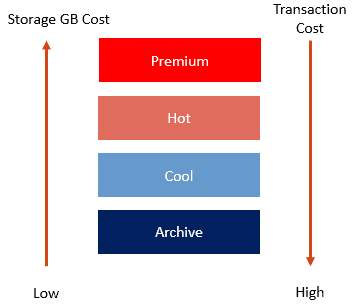 Storage GB Cost
Transaction
Cost
Premium
Hot
Cool
Archive
Low
High